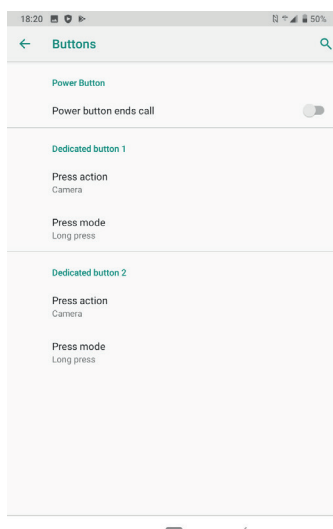 18:20
50%
Buttons
Power Button
Power button ends call
Dedicated button 1
Press action
Camera
Press mode
Long press
Dedicated button 2
Press action
Camera
Press mode
Long press